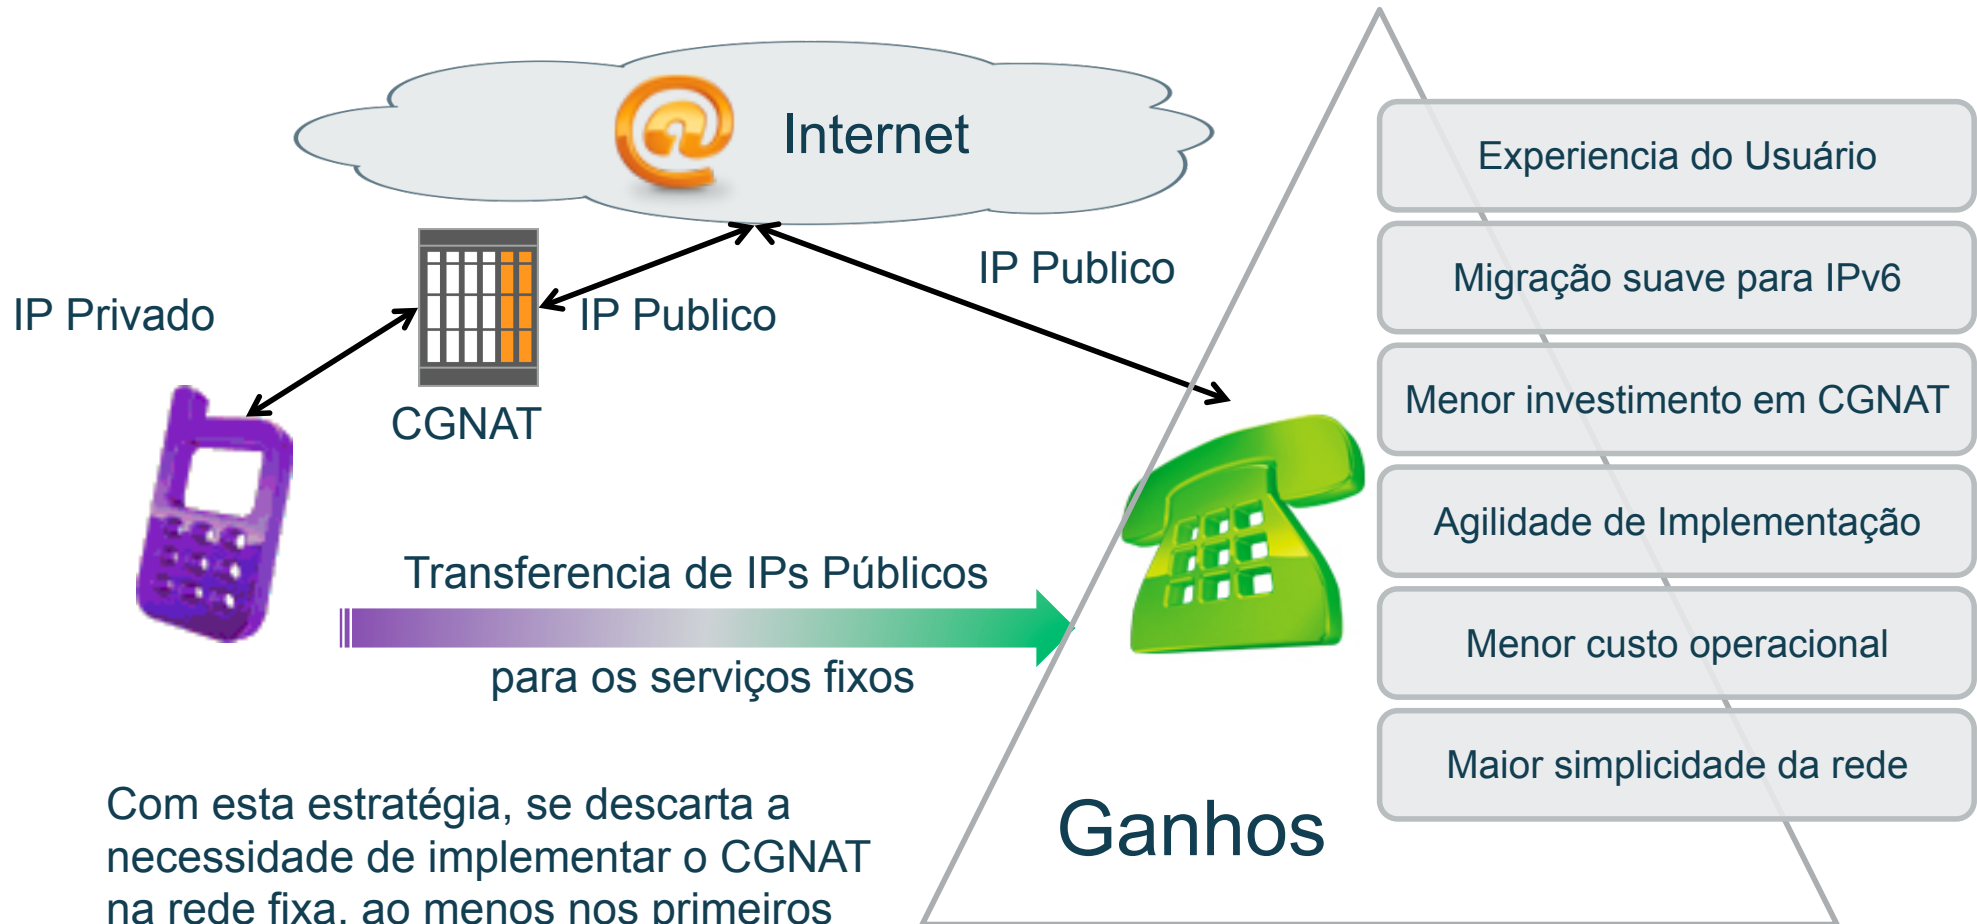 Internet
IP Privado
IP Publico
IP Publico
CGNAT
Transferencia de IPs Públicos
para os serviços fixos
Com esta estratégia, se descarta a
necessidade de implementar o CGNAT
na rede fixa, ao menos nos primeiros
Ganhos
Experiencia do Usuário
Migração suave para IPv6
Menor investimento em CGNAT
Agilidade de Implementação
Menor custo operacional
Maior simplicidade da rede